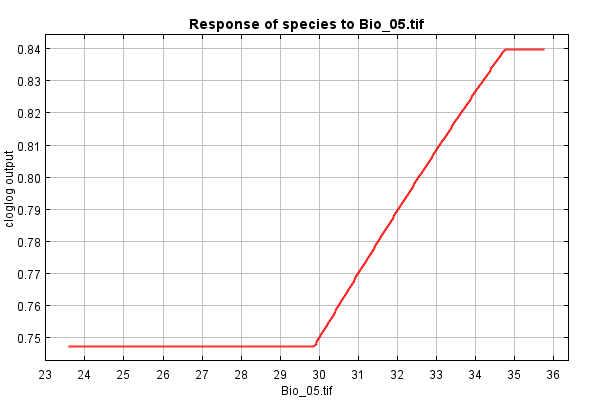 Response of species to Bio_05.tif
cloglog output
0.84
0.83
0.82
0.81
0.80
0.79
0.78
0.77
0.76
0.75
23 24 25 26 27 28 29 30 31 32 33 34 35 36
Bio_05.tif